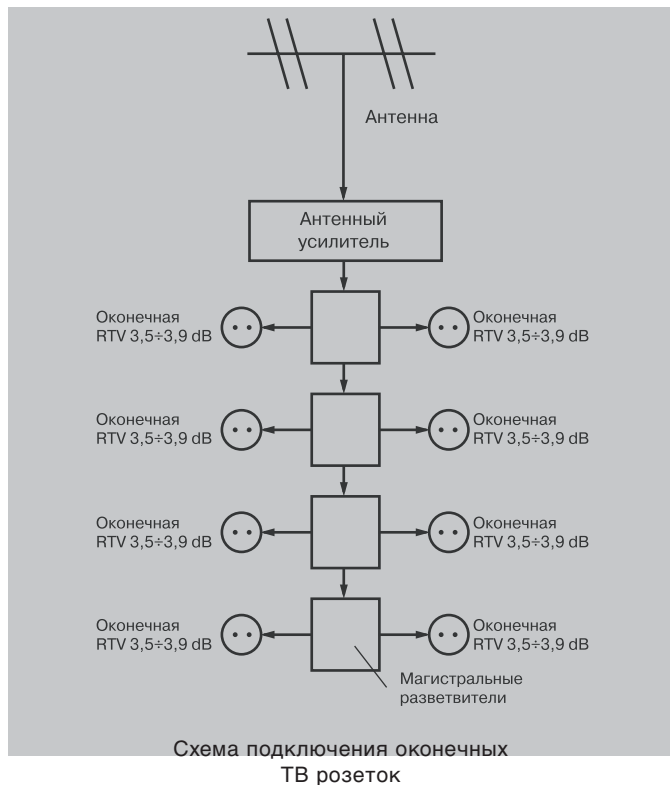 Антенна
Антенный
усилитель
Оконечная
RTV 3,5÷3,9 dB
Оконечная
RTV 3,5÷3,9 dB
Оконечная
RTV 3,5÷3,9 dB
Оконечная
RTV 3,5÷3,9 dB
Оконечная
RTV 3,5÷3,9 dB
Оконечная
RTV 3,5÷3,9 dB
Оконечная
RTV 3,5÷3,9 dB
Оконечная
RTV 3,5÷3,9 dB
Магистральные
разветвители
Схема подключения оконечных
ТВ розеток